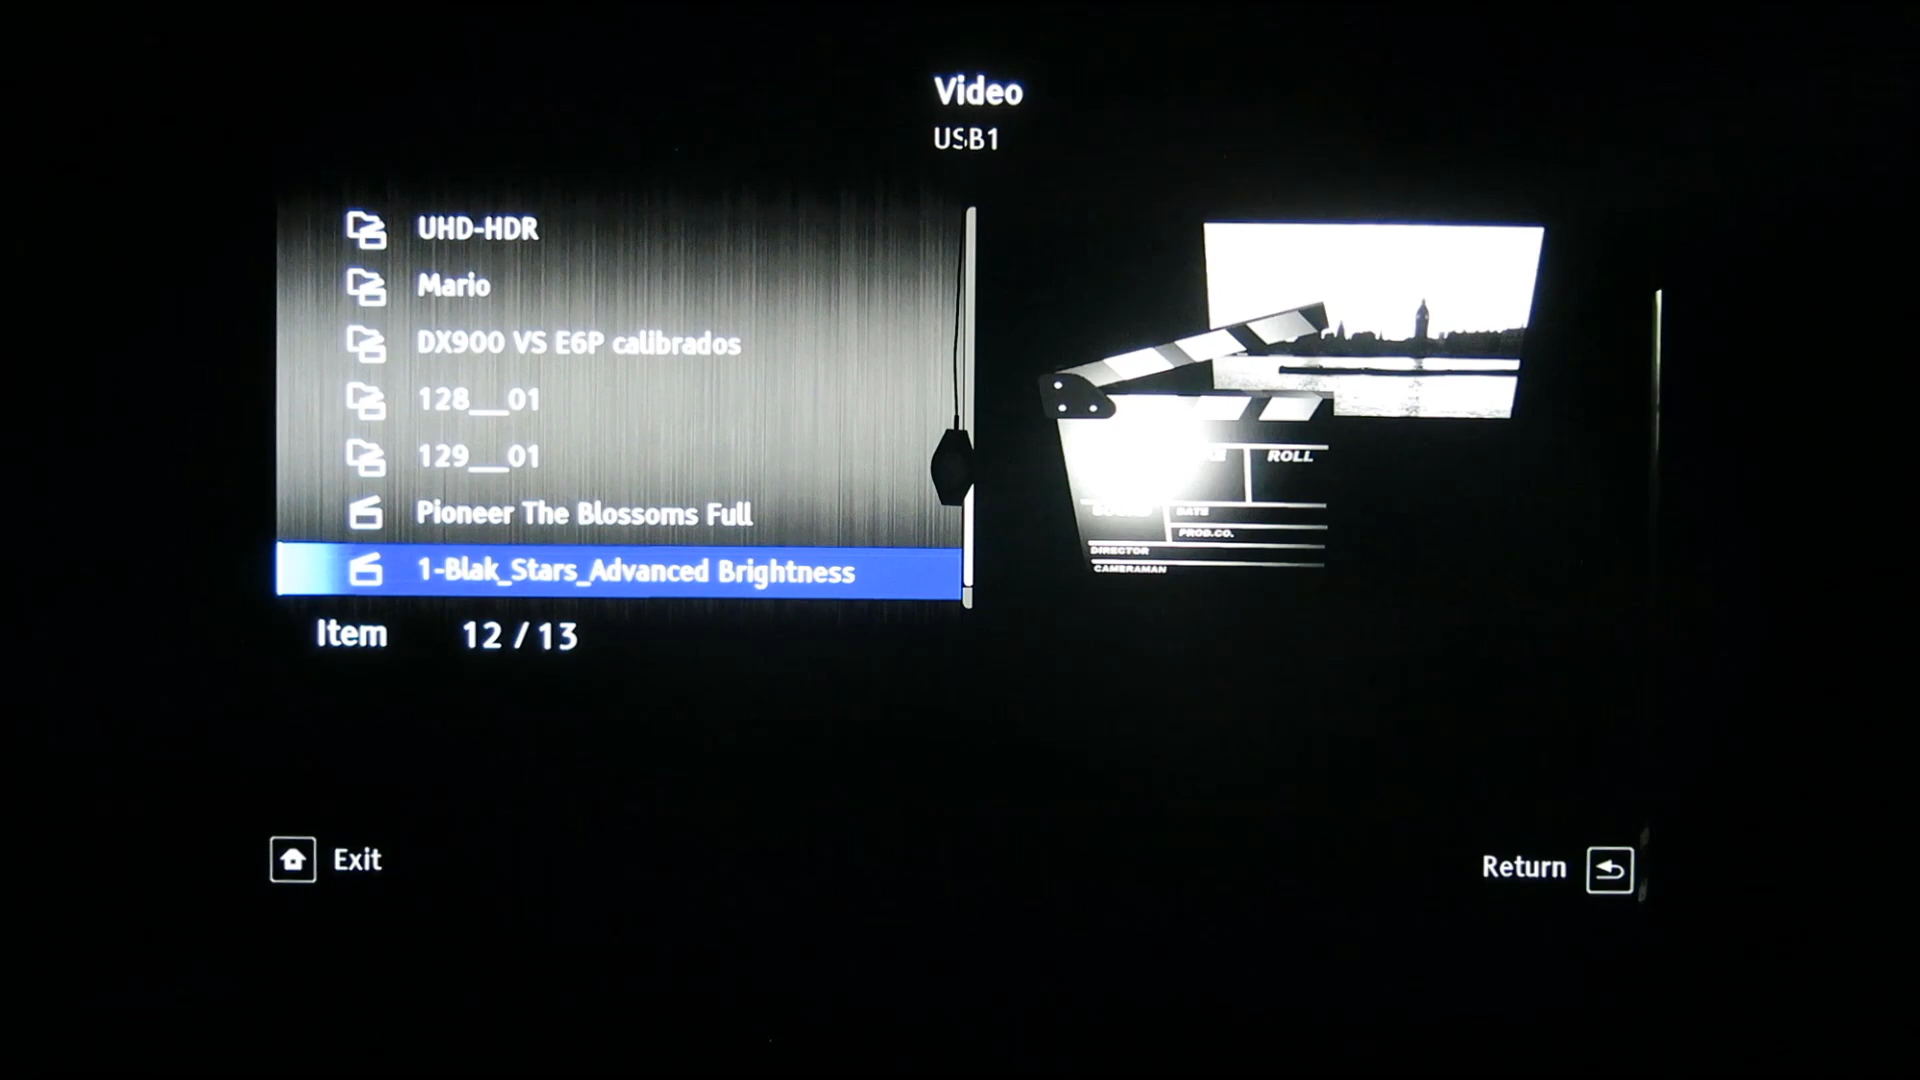 Video
USB1
UHD-HDR
Mario
DX900 VS E6P calibrados
128__01
129__01
Pioneer The Blossoms Full
1-Blak_Stars_Advanced Brightness
Item 12 / 13
ROLL
DATE
PROD.CO.
DIRECTOR
CAMERAMAN
Exit
Return